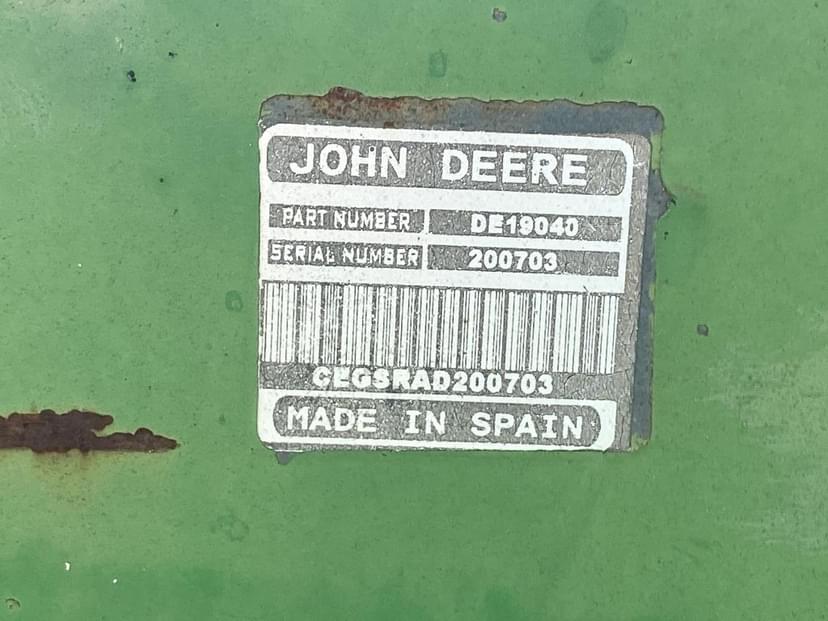 JOHN DEERE
PART NUMBER DE19040
SERIAL NUMBER 200703
CEGSRAD200703
MADE IN SPAIN